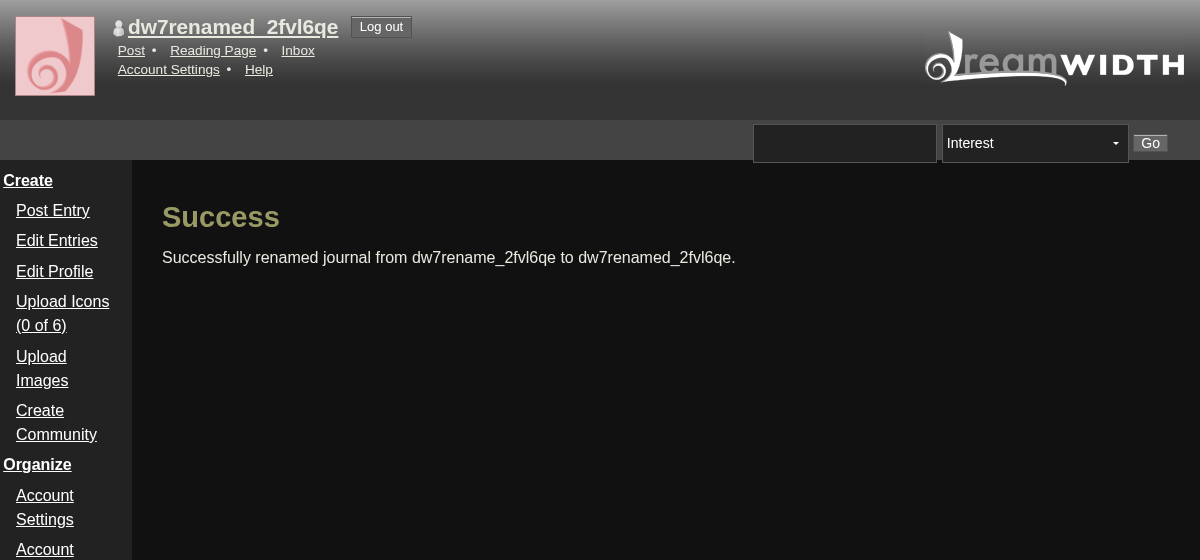 dw7renamed_2fvl6qe Log out
Post • Reading Page • Inbox
Account Settings • Help
dreamWIDTH
Interest Go
Create
Post Entry
Edit Entries
Edit Profile
Upload Icons
(0 of 6)
Upload
Images
Create
Community
Organize
Account
Settings
Account
Success
Successfully renamed journal from dw7rename_2fvl6qe to dw7renamed_2fvl6qe.